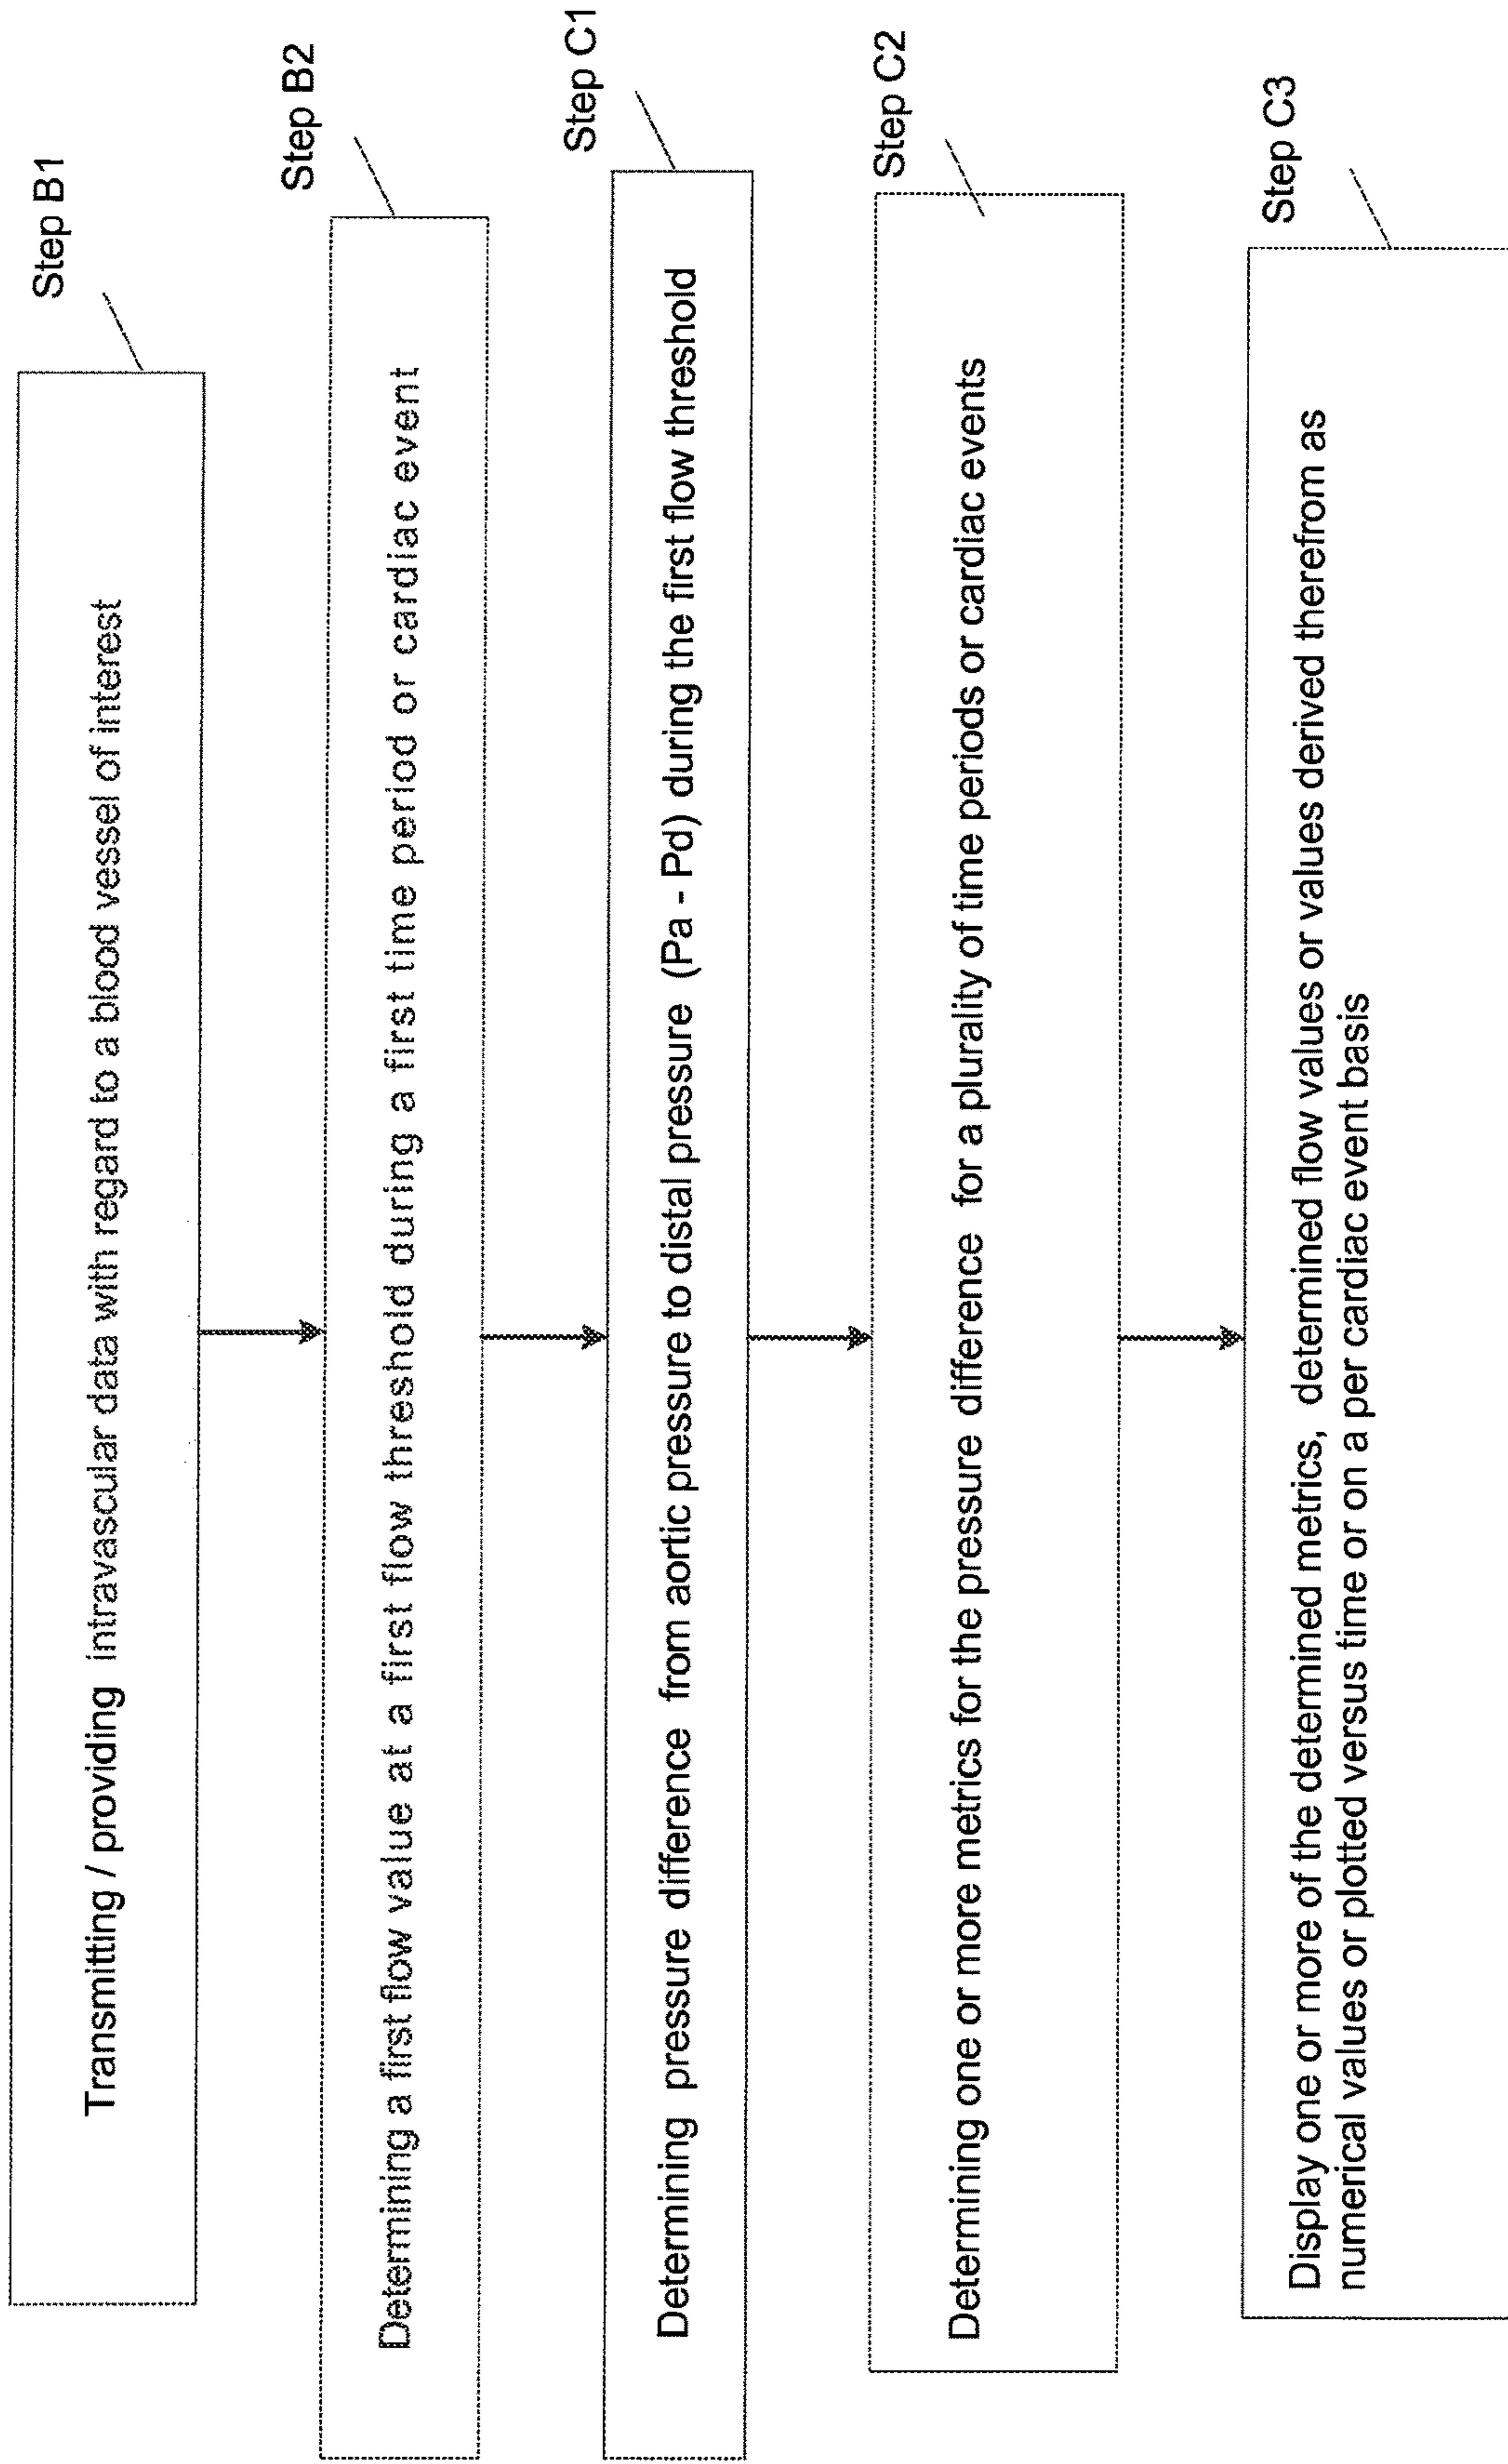 Step B1
Transmitting / providing intravascular data with regard to a blood vessel of interest
Step B2
Determining a first flow value at a first flow threshold during a first time period or cardiac event
Step C1
Determining pressure difference from aortic pressure to distal pressure (Pa - Pd) during the first flow threshold
Step C2
Determining one or more metrics for the pressure difference for a plurality of time periods or cardiac events
Step C3
Display one or more of the determined metrics, determined flow values or values derived therefrom as
numerical values or plotted versus time or on a per cardiac event basis